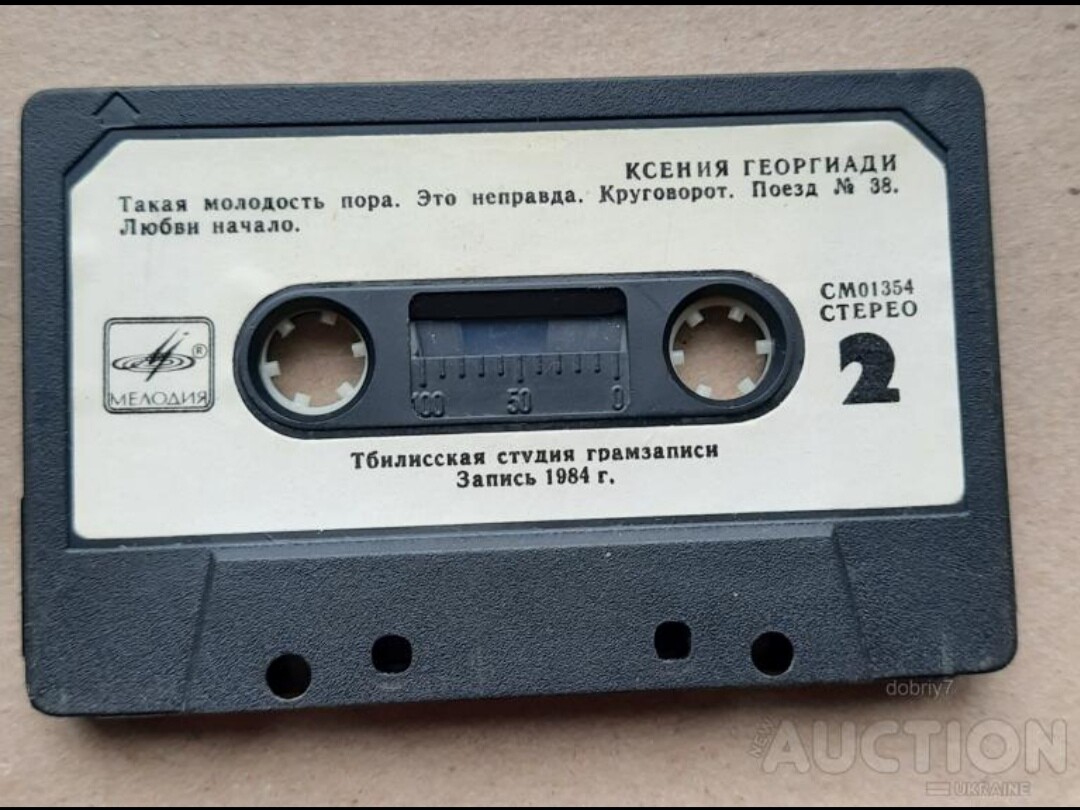 КСЕНИЯ ГЕОРГИАДИ
Такая молодость пора. Это неправда. Круговорот. Поезд № 38.
Любви начало.
СМ01354
СТЕРЕО
2
®
МЕЛОДИЯ
100 50 0
Тбилисская студия грамзаписи
Запись 1984 г.
dobriy7
NEW AUCTION
UKRAINE